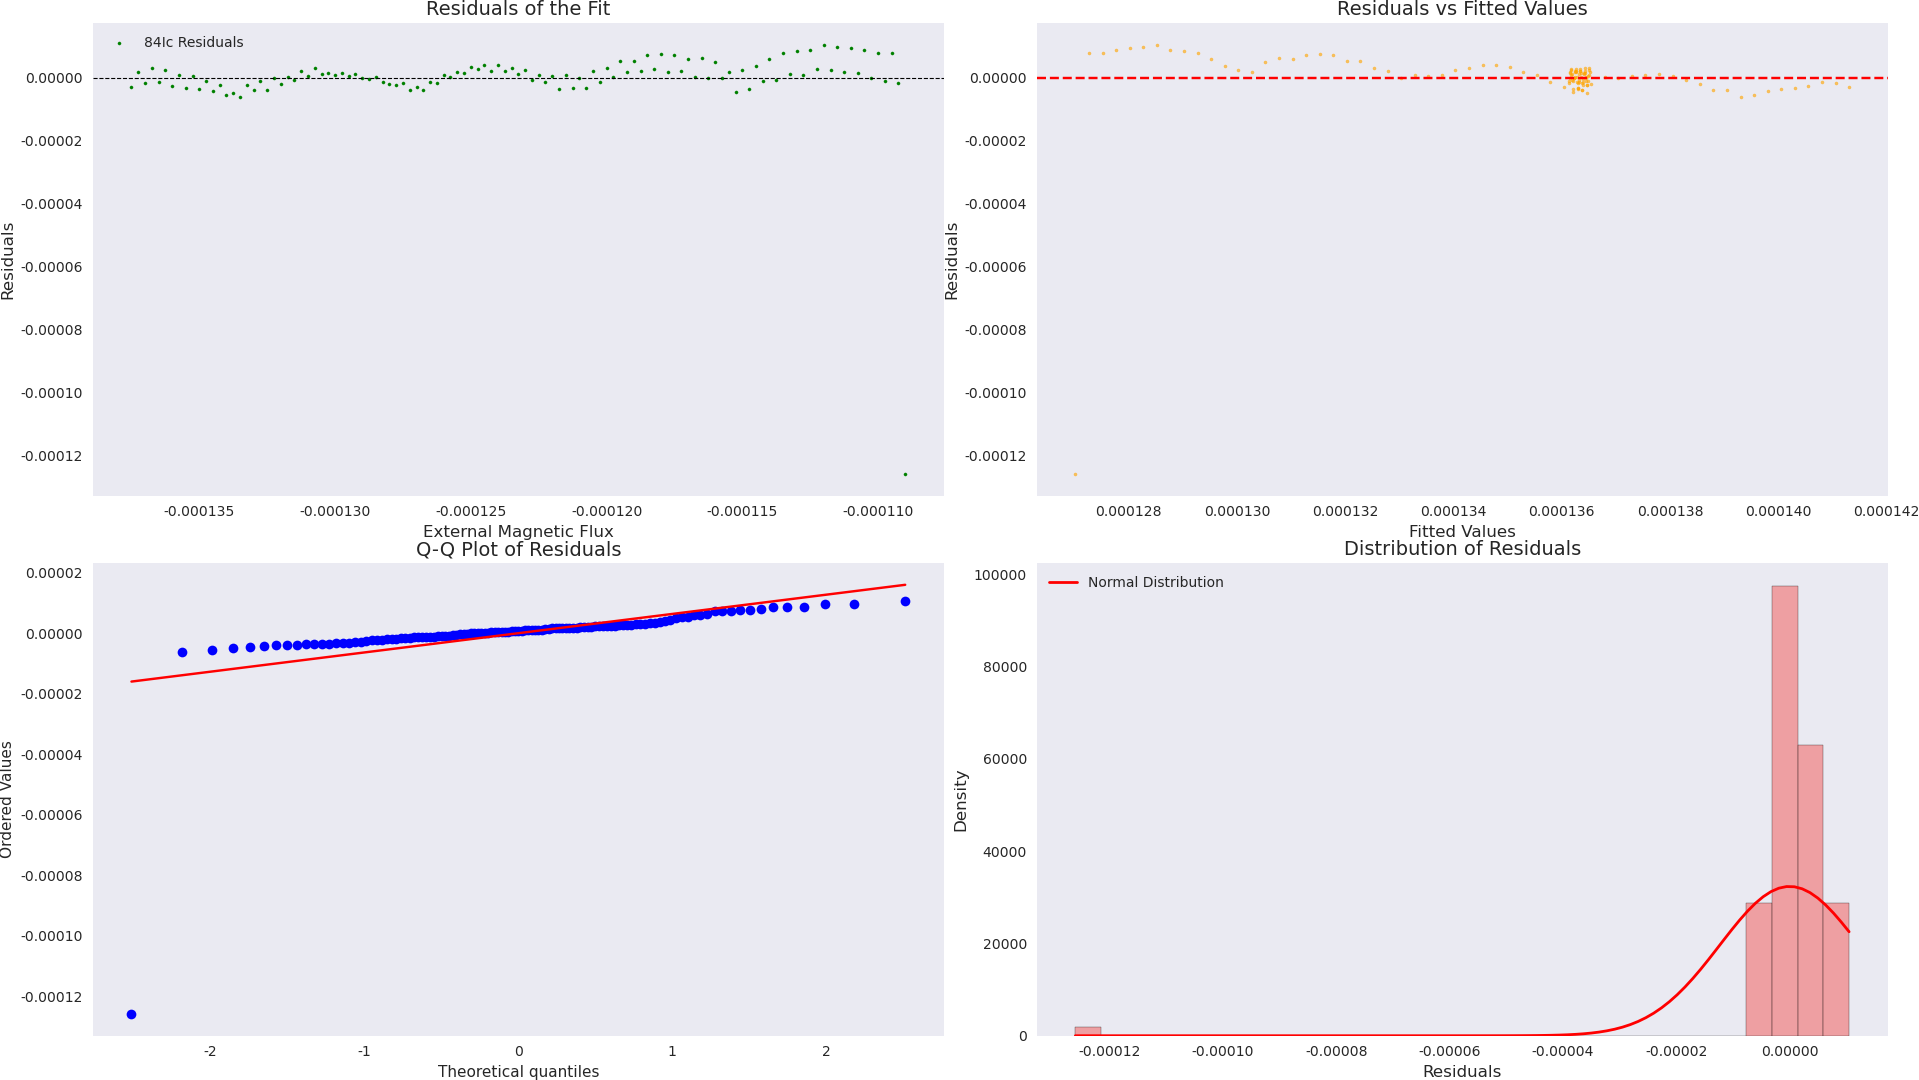 Residuals of the Fit
84Ic Residuals
0.00000
-0.00002
-0.00004
-0.00006
-0.00008
-0.00010
-0.00012
Residuals
-0.000135 -0.000130 -0.000125 -0.000120 -0.000115 -0.000110
External Magnetic Flux
Residuals vs Fitted Values
0.00000
-0.00002
-0.00004
-0.00006
-0.00008
-0.00010
-0.00012
Residuals
0.000128 0.000130 0.000132 0.000134 0.000136 0.000138 0.000140 0.000142
Fitted Values
Q-Q Plot of Residuals
0.00002
0.00000
-0.00002
-0.00004
-0.00006
-0.00008
-0.00010
-0.00012
Ordered Values
-2 -1 0 1 2
Theoretical quantiles
Distribution of Residuals
Normal Distribution
100000
80000
60000
40000
20000
0
Density
-0.00012 -0.00010 -0.00008 -0.00006 -0.00004 -0.00002 0.00000
Residuals